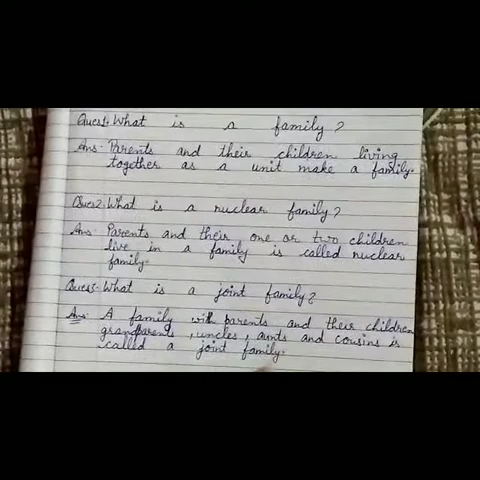 Ques1. What is a family?
Ans- Parents and their children living
together as a unit make a family.
Ques2. What is a nuclear family?
Ans- Parents and their one or two children
live in a family is called nuclear
family.
Ques3- What is a joint family?
Ans- A family with parents and their children
grandparents, uncles, aunts and cousins is
called a joint family.